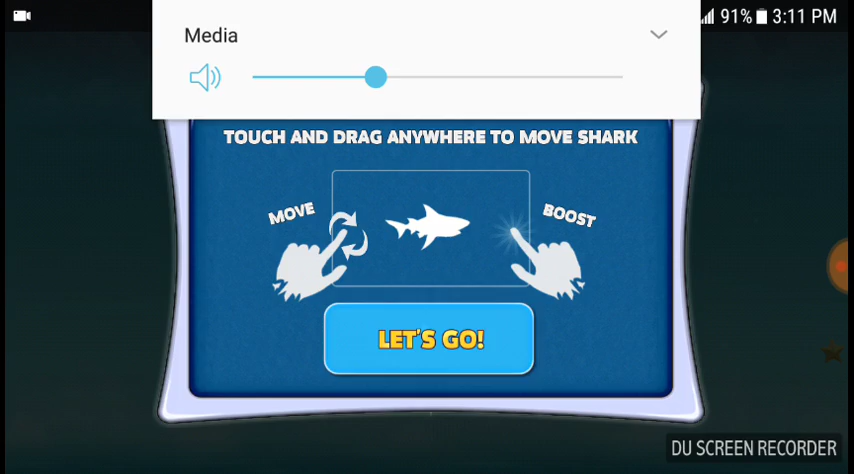 91% 3:11 PM
Media
TOUCH AND DRAG ANYWHERE TO MOVE SHARK
MOVE
BOOST
LET'S GO!
DU SCREEN RECORDER